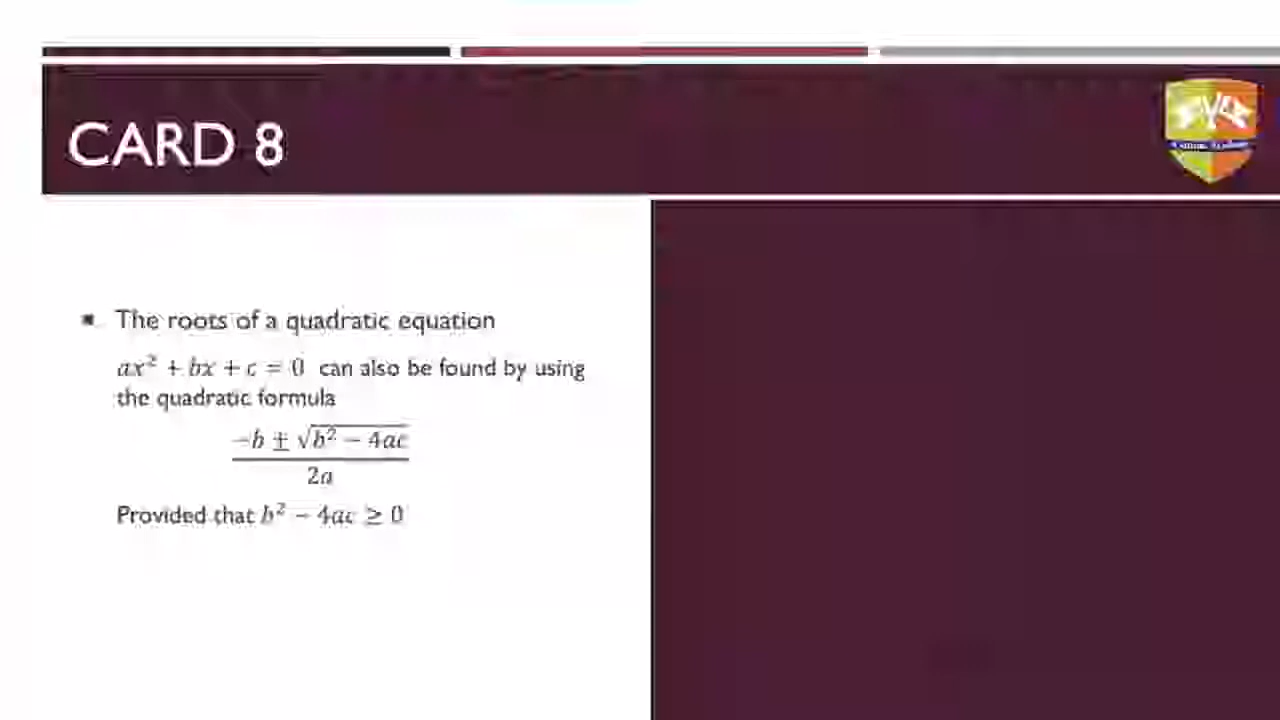 CARD 8
▪ The roots of a quadratic equation
ax² + bx + c = 0 can also be found by using
the quadratic formula
−b ± √b² − 4ac
2a
Provided that b² − 4ac ≥ 0